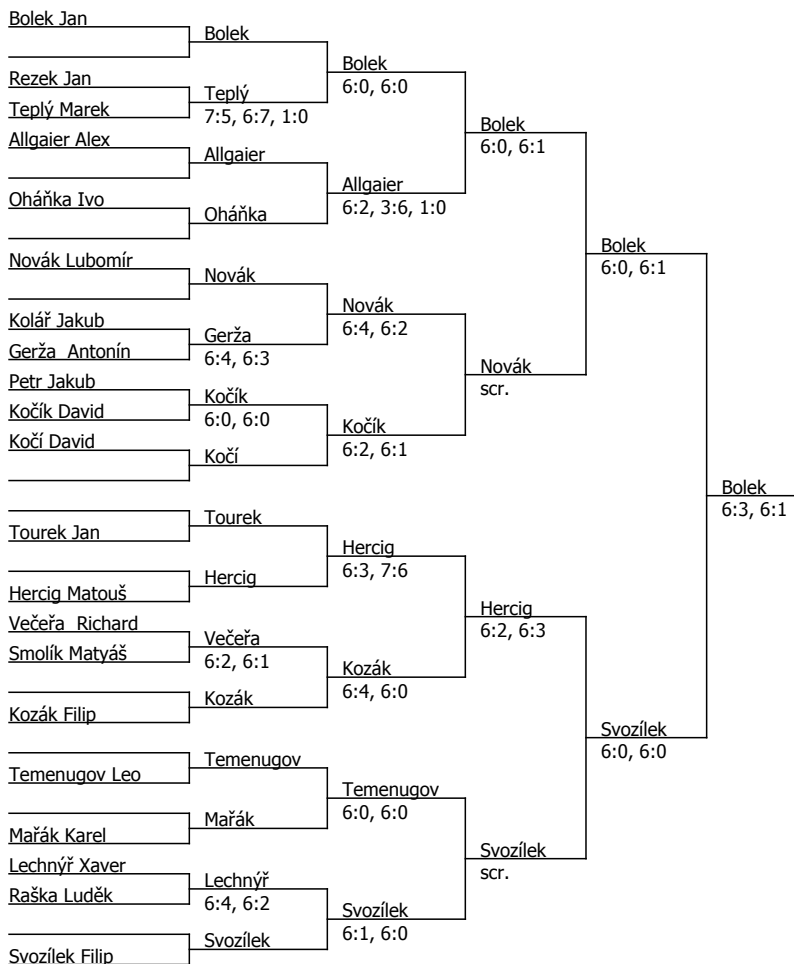 Bolek Jan
Rezek Jan
Teplý Marek
Allgaier Alex
Oháňka Ivo
Novák Lubomír
Kolář Jakub
Gerža  Antonín
Petr Jakub
Kočík David
Kočí David
Tourek Jan
Hercig Matouš
Večeřa  Richard
Smolík Matyáš
Kozák Filip
Temenugov Leo
Mařák Karel
Lechnýř Xaver
Raška Luděk
Svozílek Filip
Bolek
Teplý
7:5, 6:7, 1:0
Allgaier
Oháňka
Novák
Gerža
6:4, 6:3
Kočík
6:0, 6:0
Kočí
Tourek
Hercig
Večeřa
6:2, 6:1
Kozák
Temenugov
Mařák
Lechnýř
6:4, 6:2
Svozílek
Bolek
6:0, 6:0
Allgaier
6:2, 3:6, 1:0
Novák
6:4, 6:2
Kočík
6:2, 6:1
Hercig
6:3, 7:6
Kozák
6:4, 6:0
Temenugov
6:0, 6:0
Svozílek
6:1, 6:0
Bolek
6:0, 6:1
Novák
scr.
Hercig
6:2, 6:3
Svozílek
scr.
Bolek
6:0, 6:1
Svozílek
6:0, 6:0
Bolek
6:3, 6:1